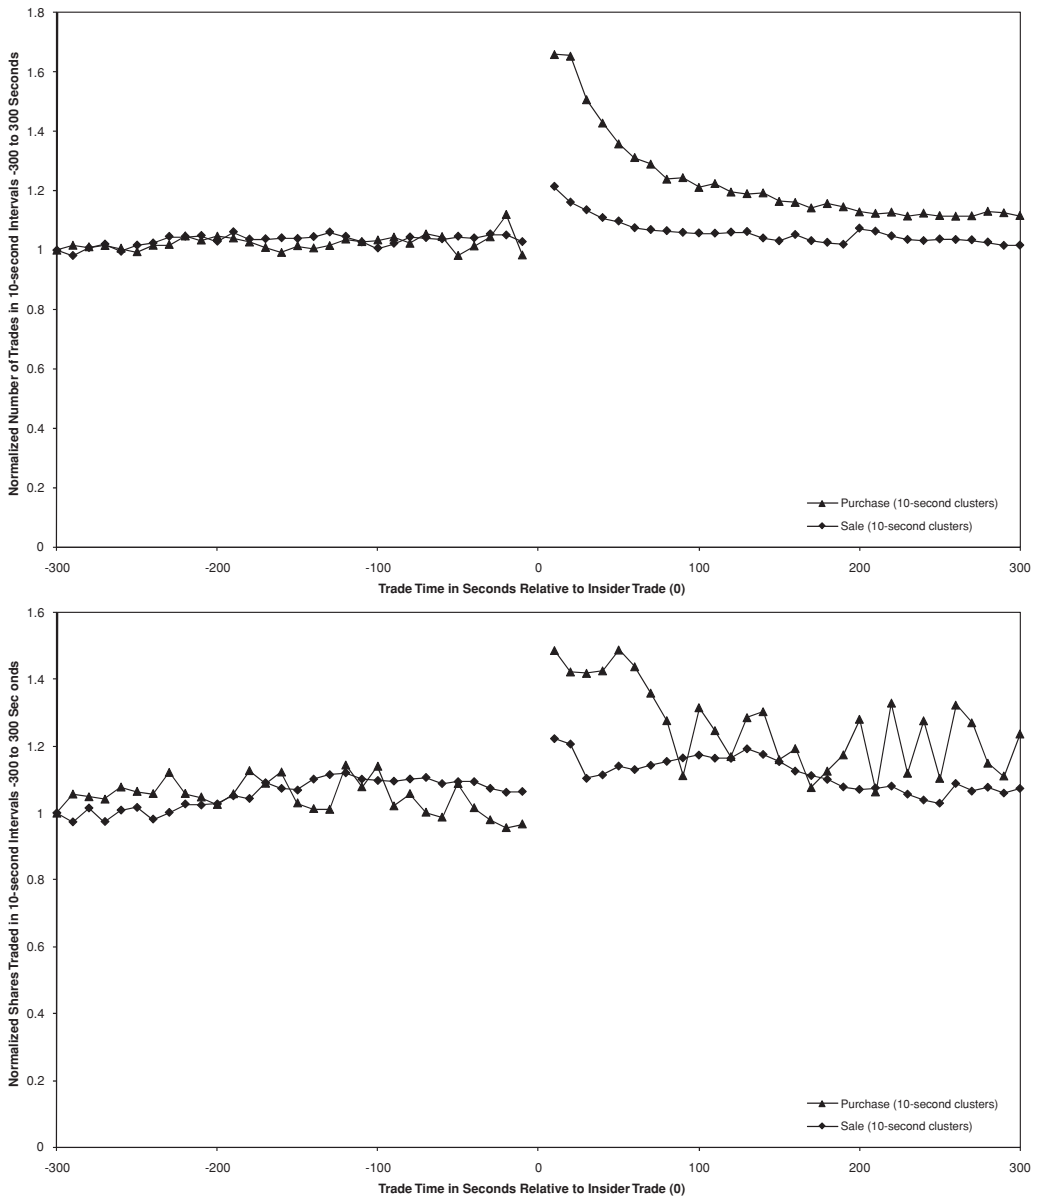 Normalized Number of Trades in 10-second Intervals -300 to 300 Seconds
1.8
1.6
1.4
1.2
1
0.8
0.6
0.4
0.2
0
Purchase (10-second clusters)
Sale (10-second clusters)
-300 -200 -100 0 100 200 300
Trade Time in Seconds Relative to Insider Trade (0)
Normalized Shares Traded in 10-second Intervals -300 to 300 Sec onds
1.6
1.4
1.2
1
0.8
0.6
0.4
0.2
0
Purchase (10-second clusters)
Sale (10-second clusters)
-300 -200 -100 0 100 200 300
Trade Time in Seconds Relative to Insider Trade (0)